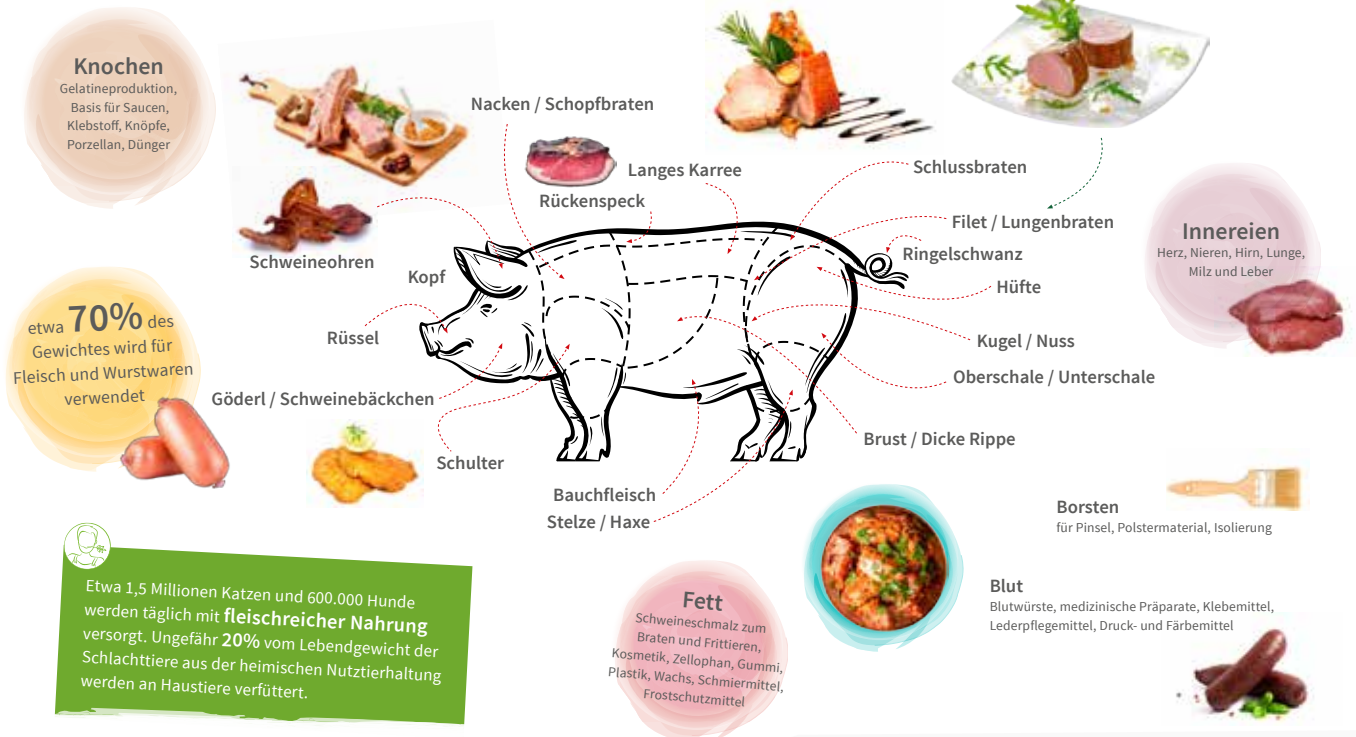 Knochen
Gelatineproduktion,
Basis für Saucen,
Klebstoff, Knöpfe,
Porzellan, Dünger
Nacken / Schopfbraten
Langes Karree
Rückenspeck
Schlussbraten
Filet / Lungenbraten
Ringelschwanz
Hüfte
Kugel / Nuss
Oberschale / Unterschale
Brust / Dicke Rippe
Innereien
Herz, Nieren, Hirn, Lunge,
Milz und Leber
Schweineohren
Kopf
Rüssel
Göderl / Schweinebäckchen
Schulter
Bauchfleisch
Stelze / Haxe
etwa 70% des
Gewichtes wird für
Fleisch und Wurstwaren
verwendet
Etwa 1,5 Millionen Katzen und 600.000 Hunde
werden täglich mit fleischreicher Nahrung
versorgt. Ungefähr 20% vom Lebendgewicht der
Schlachttiere aus der heimischen Nutztierhaltung
werden an Haustiere verfüttert.
Fett
Schweineschmalz zum
Braten und Frittieren,
Kosmetik, Zellophan, Gummi,
Plastik, Wachs, Schmiermittel,
Frostschutzmittel
Borsten
für Pinsel, Polstermaterial, Isolierung
Blut
Blutwürste, medizinische Präparate, Klebemittel,
Lederpflegemittel, Druck- und Färbemittel